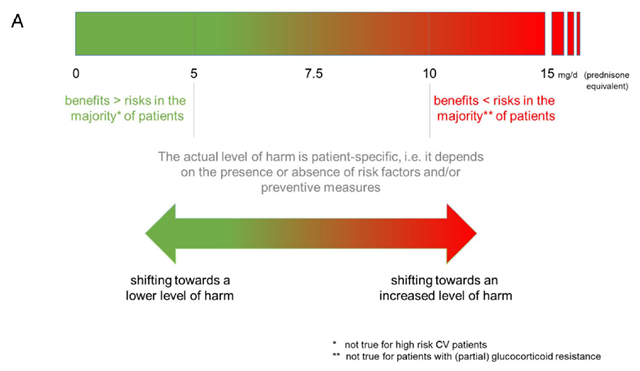 A
0 5 7.5 10 15 mg/d (prednisone
equivalent)
benefits > risks in the
majority* of patients
benefits < risks in the
majority** of patients
The actual level of harm is patient-specific, i.e. it depends
on the presence or absence of risk factors and/or
preventive measures
shifting towards a
lower level of harm
shifting towards an
increased level of harm
* not true for high risk CV patients
** not true for patients with (partial) glucocorticoid resistance